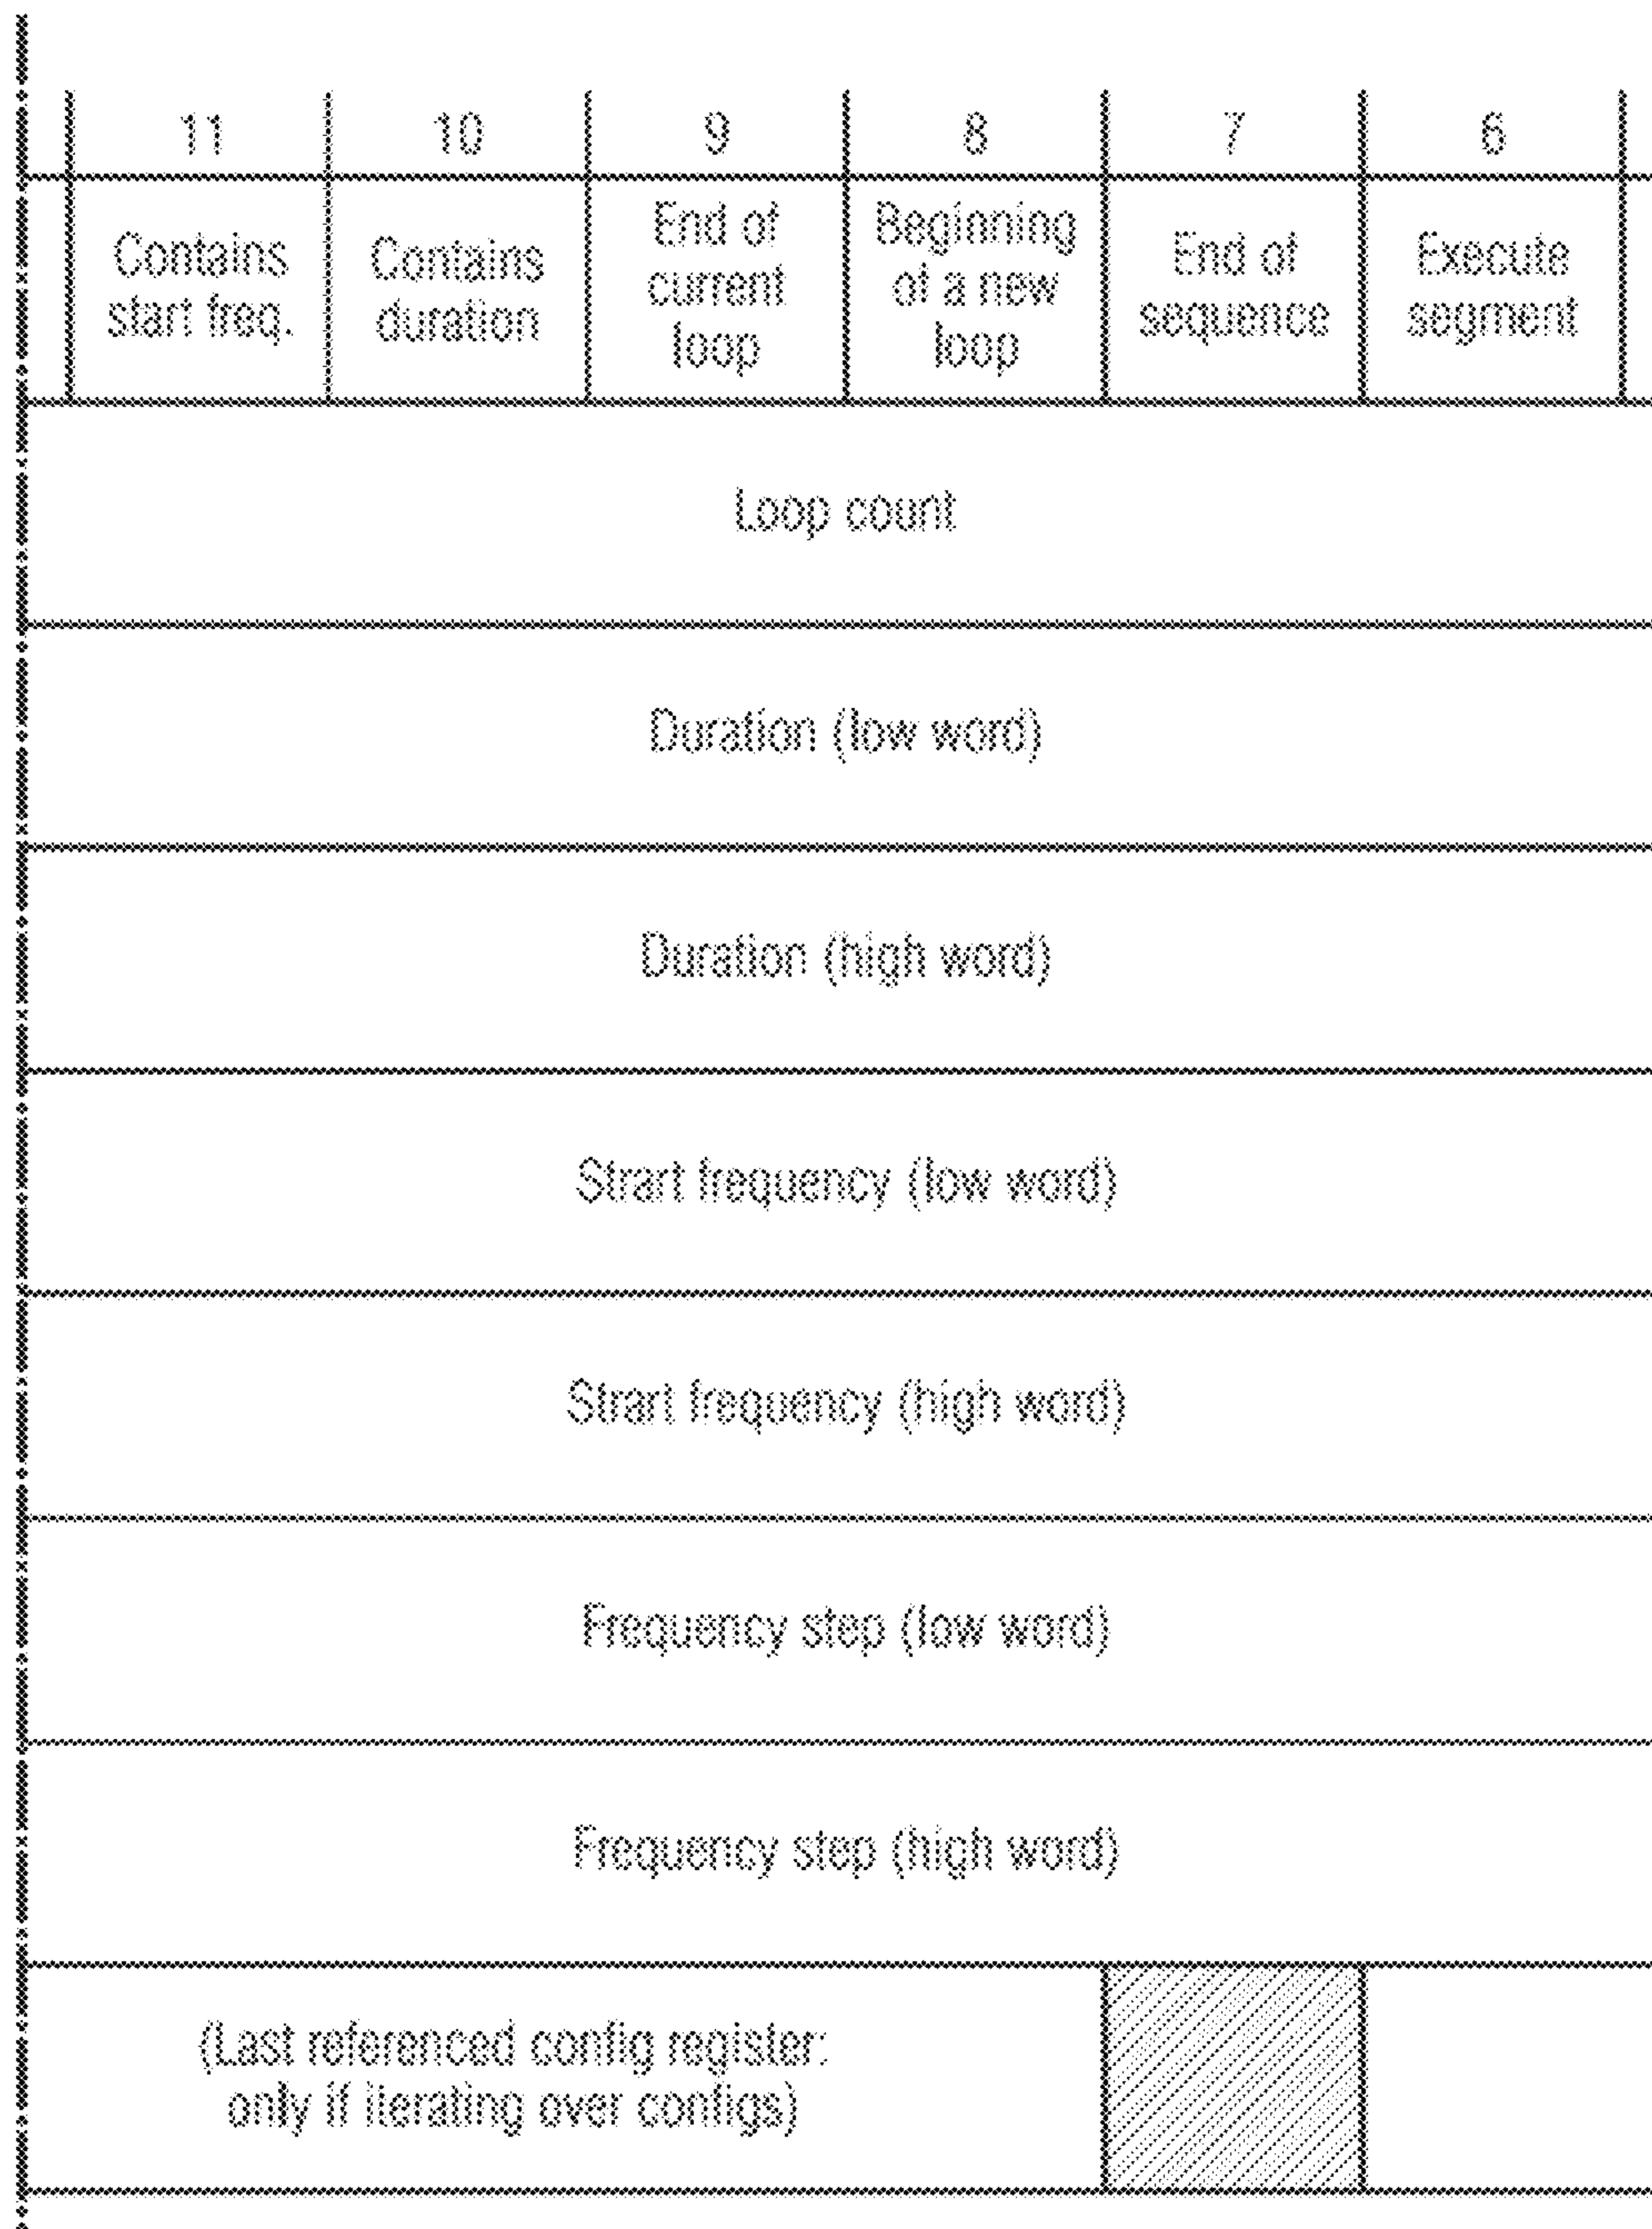 11 10 9 8 7 6
Contains
start freq.
Contains
duration
End of
current
loop
Beginning
of a new
loop
End of
sequence
Execute
segment
Loop count
Duration (low word)
Duration (high word)
Strart frequency (low word)
Strart frequency (high word)
Frequency step (low word)
Frequency step (high word)
(Last referenced config register:
only if iterating over configs)